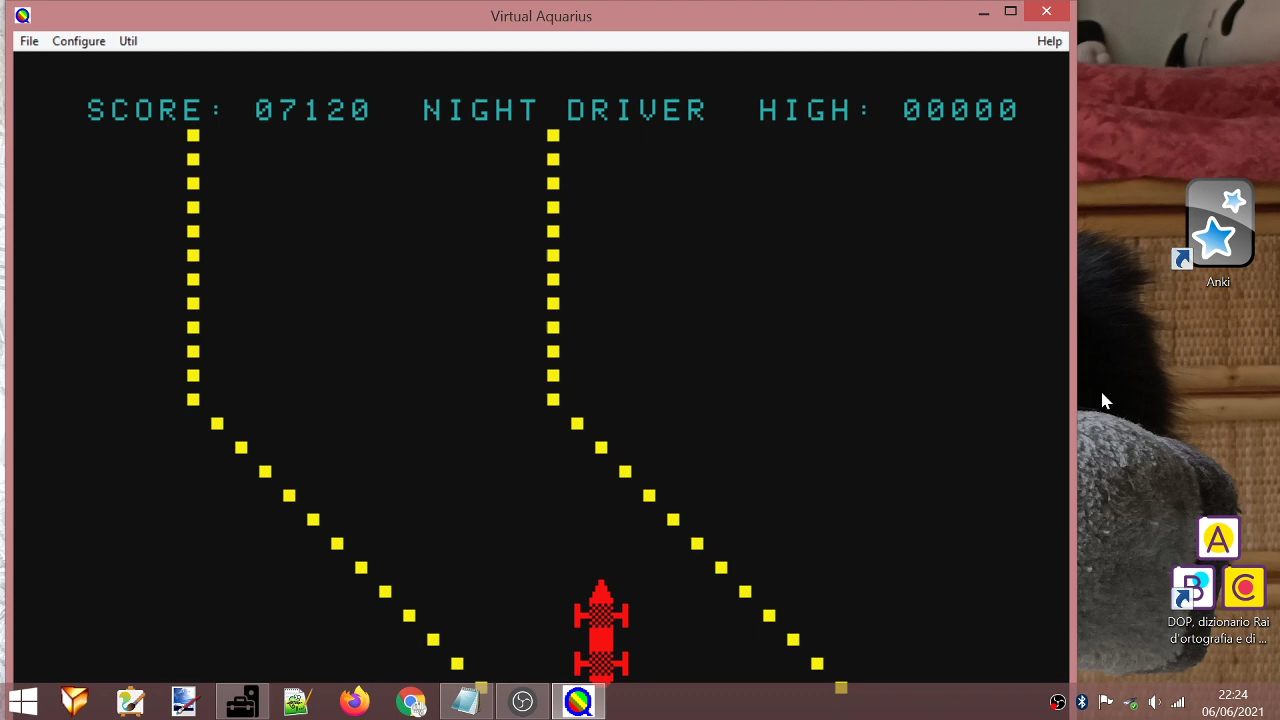 Virtual Aquarius
File Configure Util Help
SCORE: 07120 NIGHT DRIVER HIGH: 00000
Anki
A
B C
DOP, dizionario Rai
d'ortografia e di ...
22:24
06/06/2021